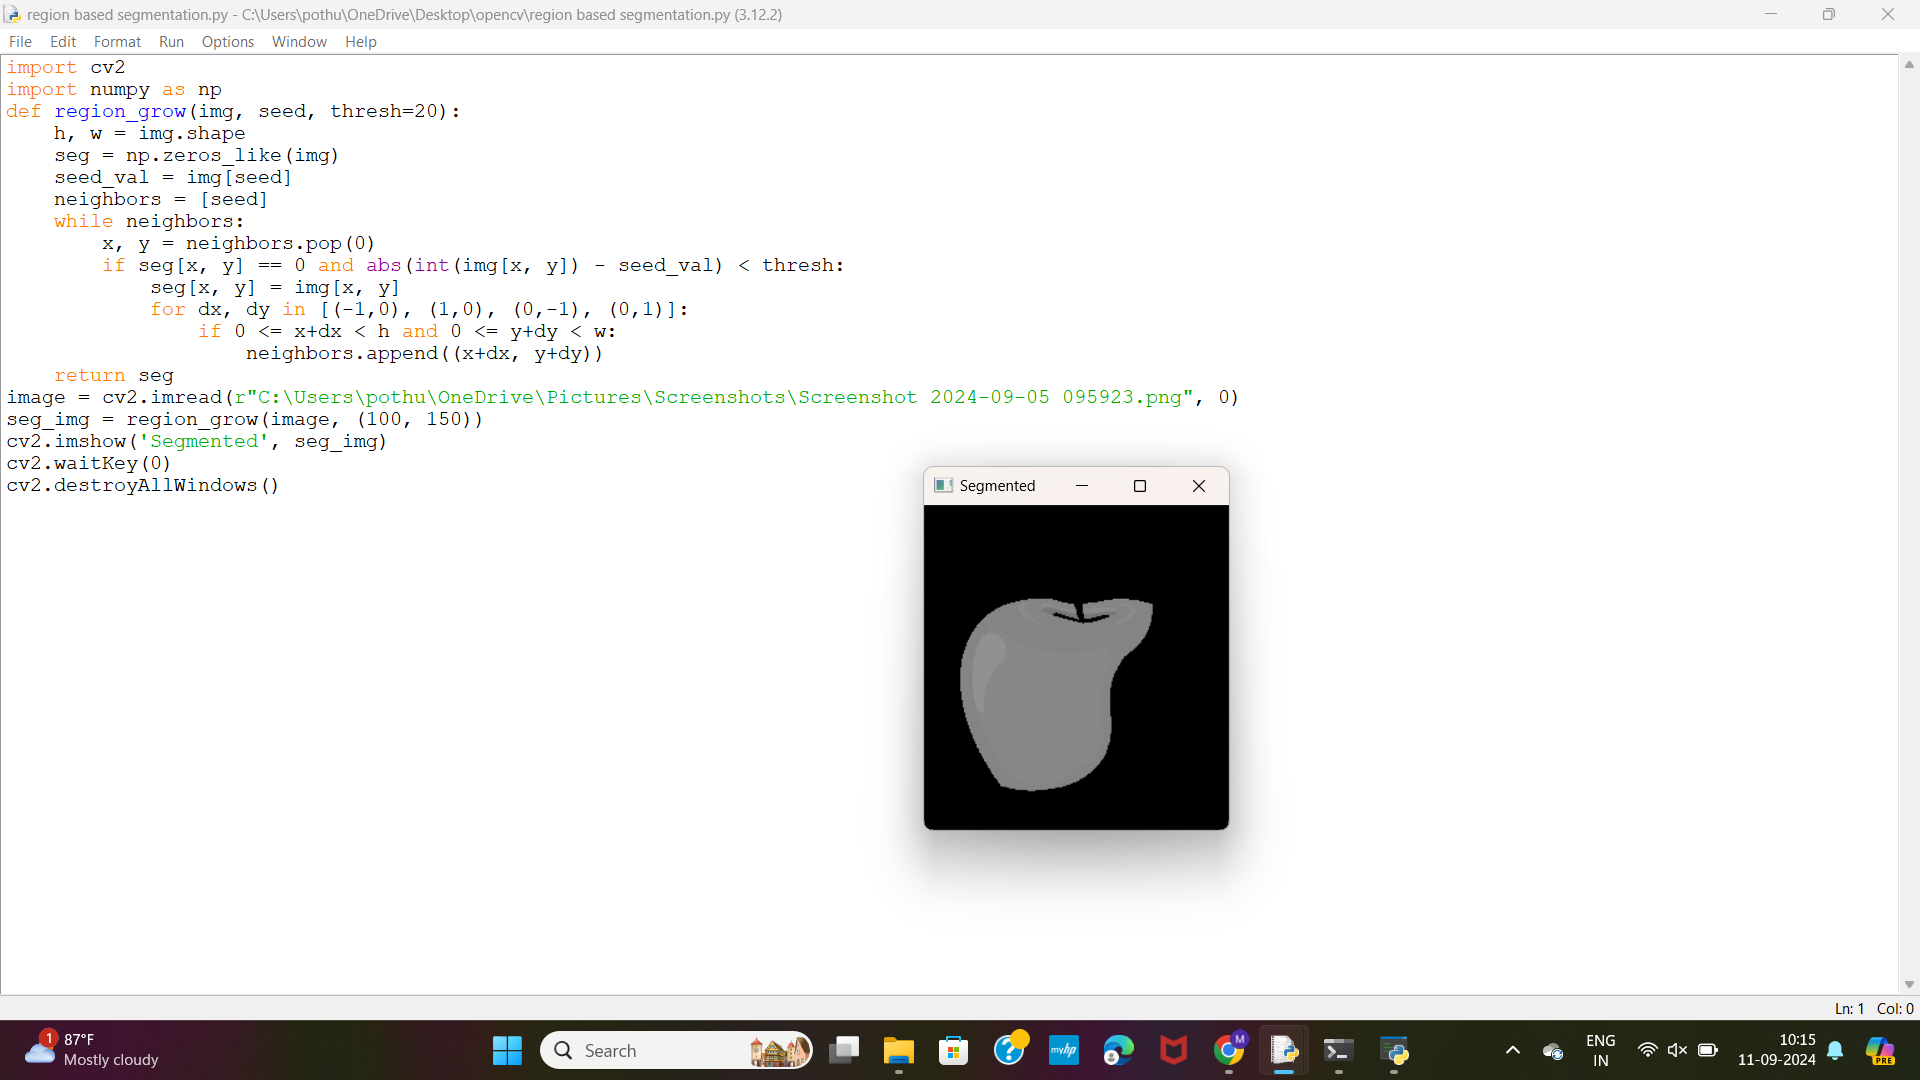 region based segmentation.py - C:\Users\pothu\OneDrive\Desktop\opencv\region based segmentation.py (3.12.2)
File Edit Format Run Options Window Help
import cv2
import numpy as np
def region_grow(img, seed, thresh=20):
    h, w = img.shape
    seg = np.zeros_like(img)
    seed_val = img[seed]
    neighbors = [seed]
    while neighbors:
        x, y = neighbors.pop(0)
        if seg[x, y] == 0 and abs(int(img[x, y]) - seed_val) < thresh:
            seg[x, y] = img[x, y]
            for dx, dy in [(-1,0), (1,0), (0,-1), (0,1)]:
                if 0 <= x+dx < h and 0 <= y+dy < w:
                    neighbors.append((x+dx, y+dy))
    return seg
image = cv2.imread(r"C:\Users\pothu\OneDrive\Pictures\Screenshots\Screenshot 2024-09-05 095923.png", 0)
seg_img = region_grow(image, (100, 150))
cv2.imshow('Segmented', seg_img)
cv2.waitKey(0)
cv2.destroyAllWindows()
Segmented
Ln: 1 Col: 0
1
87°F
Mostly cloudy
Search
myhp
M
ENG
IN
10:15
11-09-2024
PRE